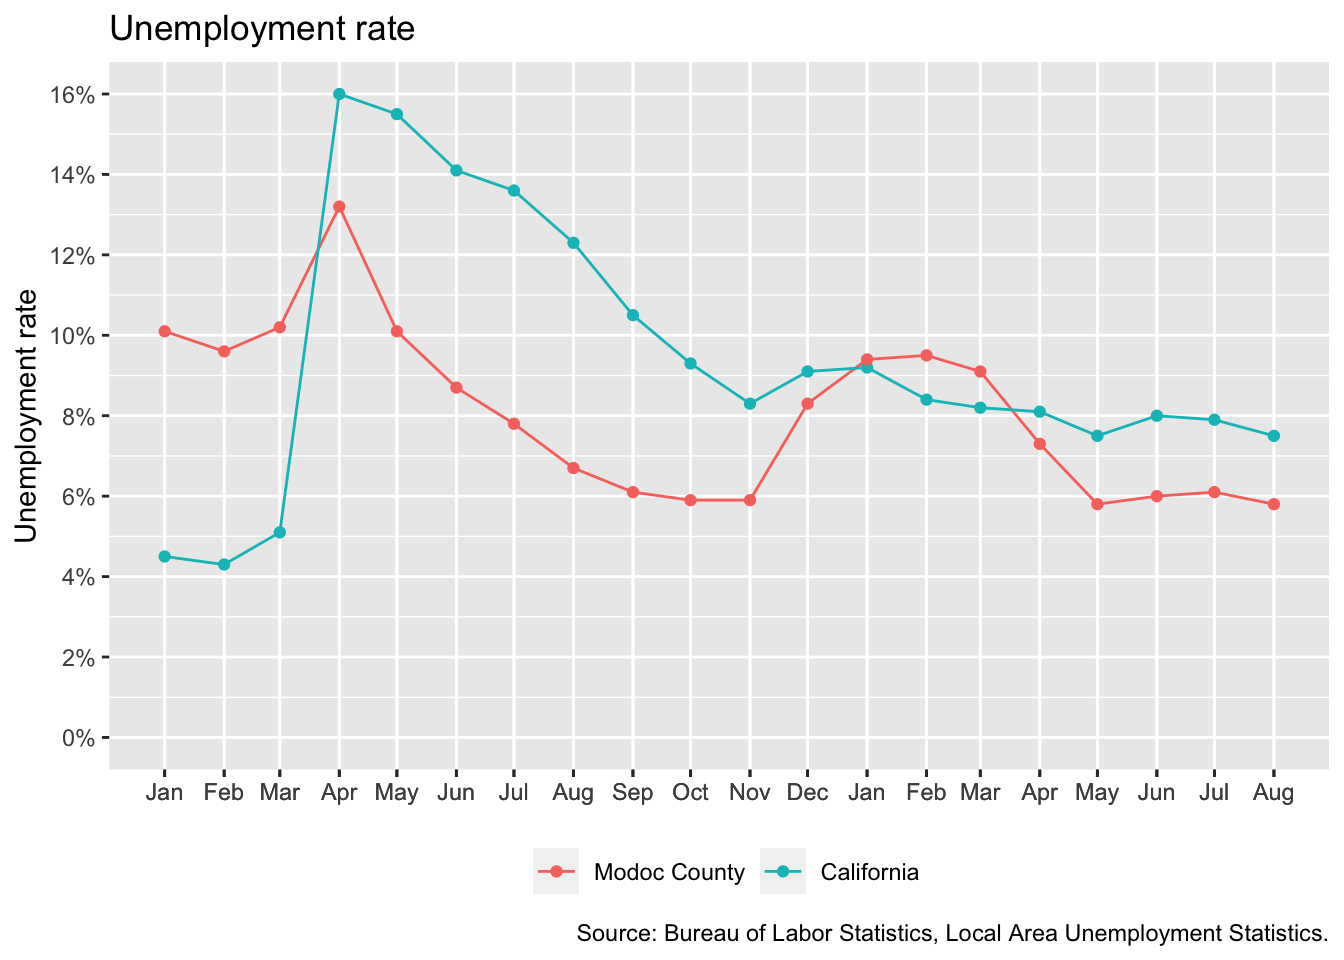 Unemployment rate
Unemployment rate
16%
14%
12%
10%
8%
6%
4%
2%
0%
Jan Feb Mar Apr May Jun Jul Aug Sep Oct Nov Dec Jan Feb Mar Apr May Jun Jul Aug
Modoc County California
Source: Bureau of Labor Statistics, Local Area Unemployment Statistics.